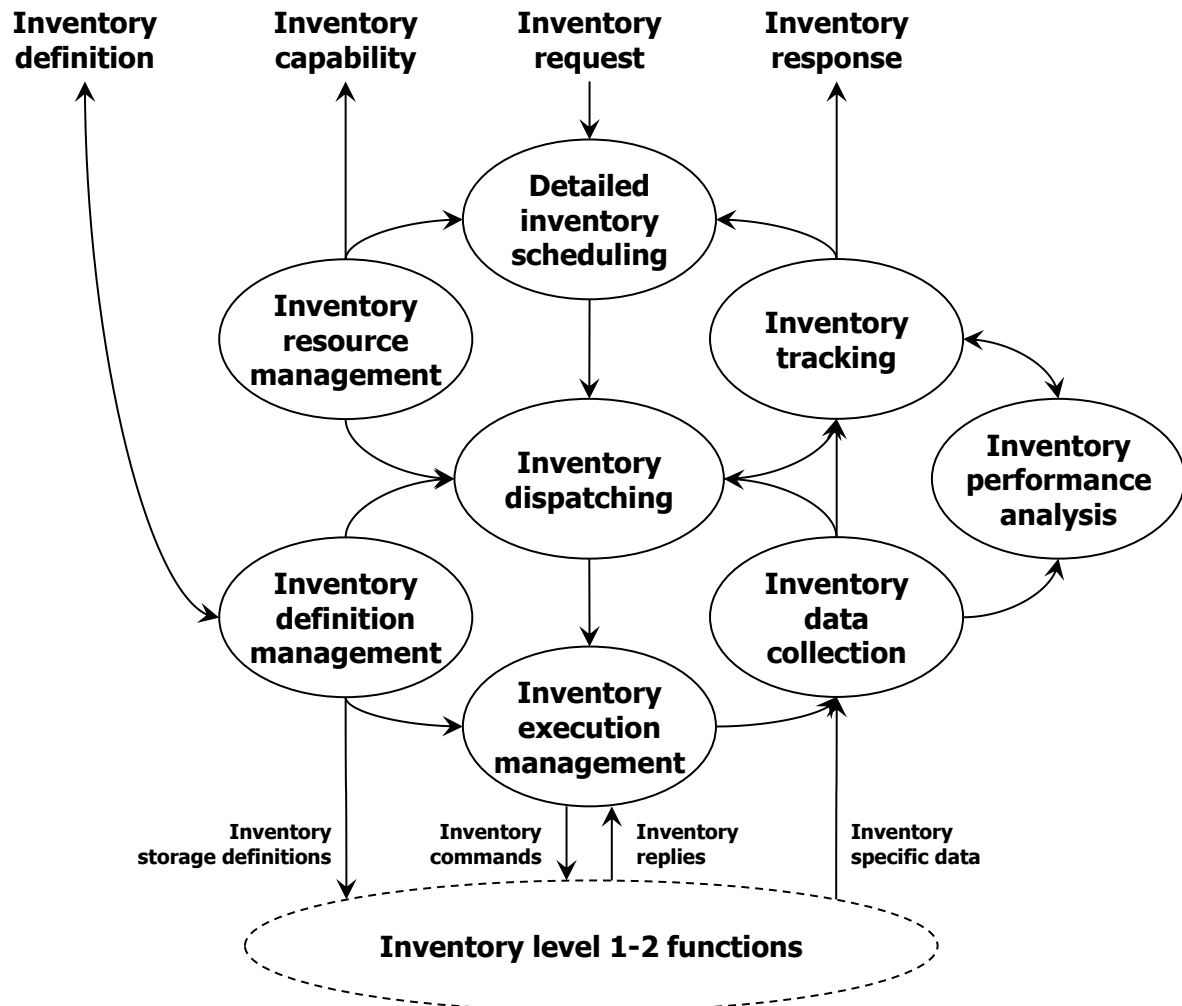 Inventory
definition
Inventory
capability
Inventory
request
Inventory
response
Detailed
inventory
scheduling
Inventory
resource
management
Inventory
tracking
Inventory
dispatching
Inventory
performance
analysis
Inventory
definition
management
Inventory
data
collection
Inventory
execution
management
Inventory
storage definitions
Inventory
commands
Inventory
replies
Inventory
specific data
Inventory level 1-2 functions